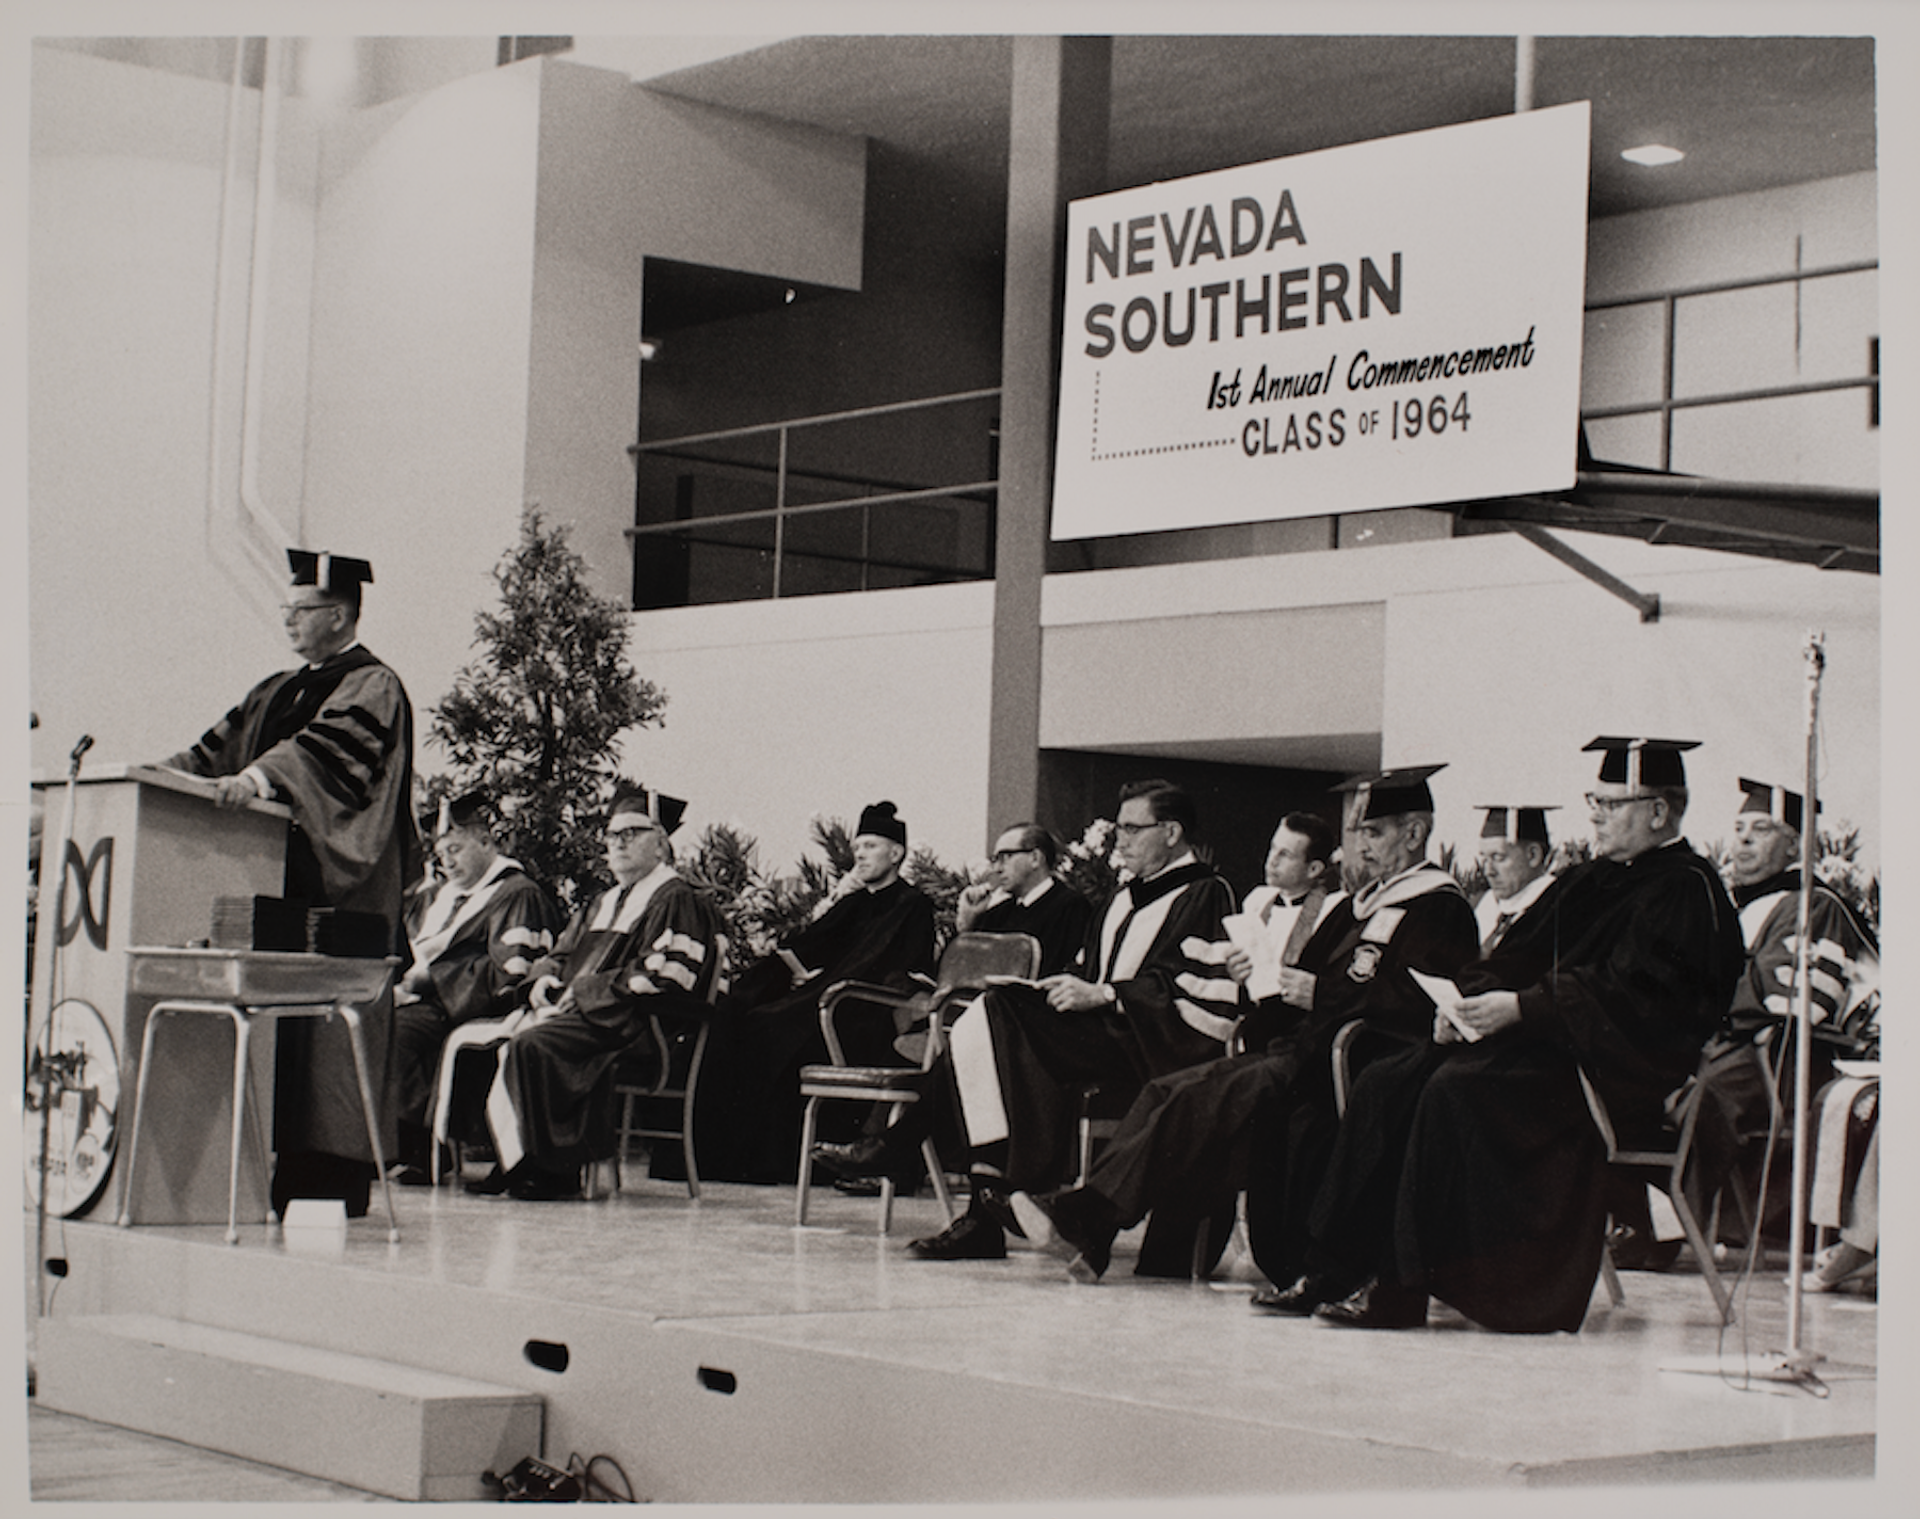 NEVADA
SOUTHERN
1st Annual Commencement
CLASS OF 1964